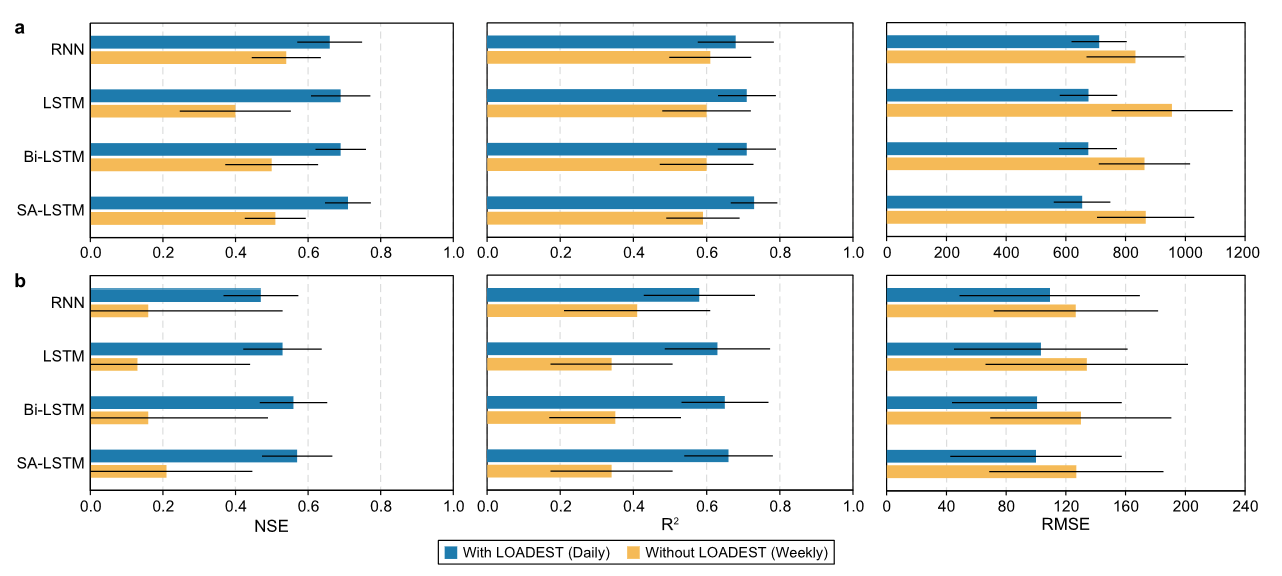 a
RNN
LSTM
Bi-LSTM
SA-LSTM
0.0 0.2 0.4 0.6 0.8 1.0
0.0 0.2 0.4 0.6 0.8 1.0
0 200 400 600 800 1000 1200
b
RNN
LSTM
Bi-LSTM
SA-LSTM
0.0 0.2 0.4 0.6 0.8 1.0
0.0 0.2 0.4 0.6 0.8 1.0
0 40 80 120 160 200 240
NSE
R²
RMSE
With LOADEST (Daily) Without LOADEST (Weekly)